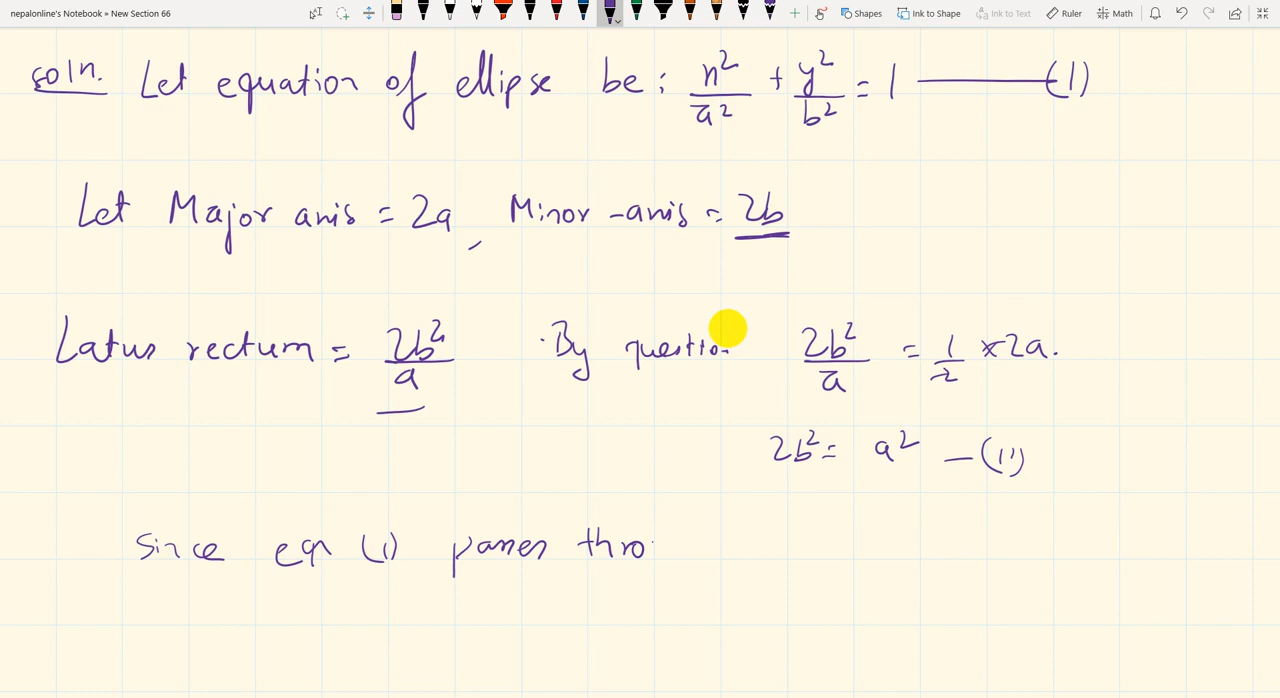 nepalonline's Notebook » New Section 66
Shapes Ink to Shape Ink to Text Ruler Math
soln. Let equation of ellipse be: x²/a² + y²/b² = 1 ———(1)
Let Major axis = 2a, Minor-axis = 2b
Latus rectum = 2b²/a . By question 2b²/a = 1/2 × 2a.
2b² = a² —(11)
Since eqn (1) passes thro